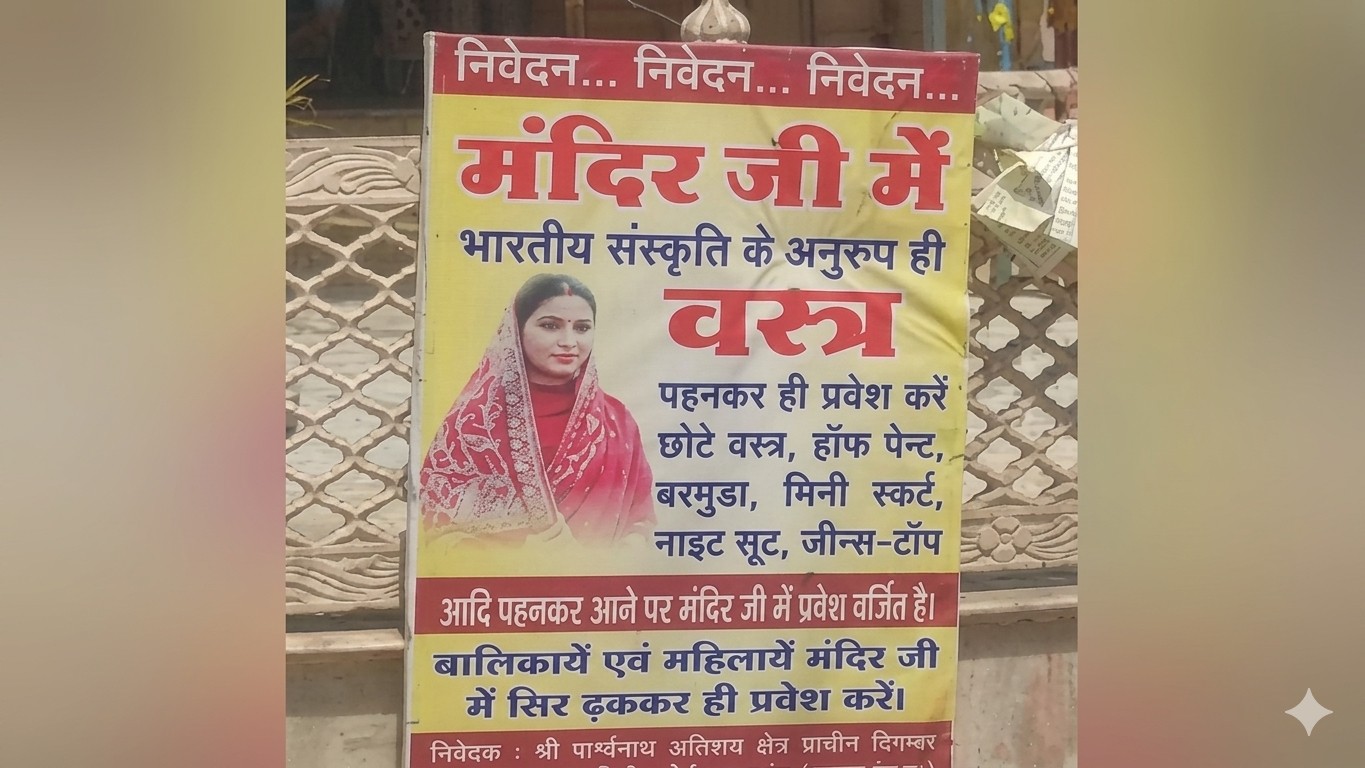 निवेदन... निवेदन... निवेदन...
मंदिर जी में
भारतीय संस्कृति के अनुरुप ही
वस्त्र
पहनकर ही प्रवेश करें
छोटे वस्त्र, हॉफ पेन्ट,
बरमुडा, मिनी स्कर्ट,
नाइट सूट, जीन्स-टॉप
आदि पहनकर आने पर मंदिर जी में प्रवेश वर्जित है।
बालिकायें एवं महिलायें मंदिर जी
में सिर ढ़ककर ही प्रवेश करें।
निवेदक : श्री पार्श्वनाथ अतिशय क्षेत्र प्राचीन दिगम्बर